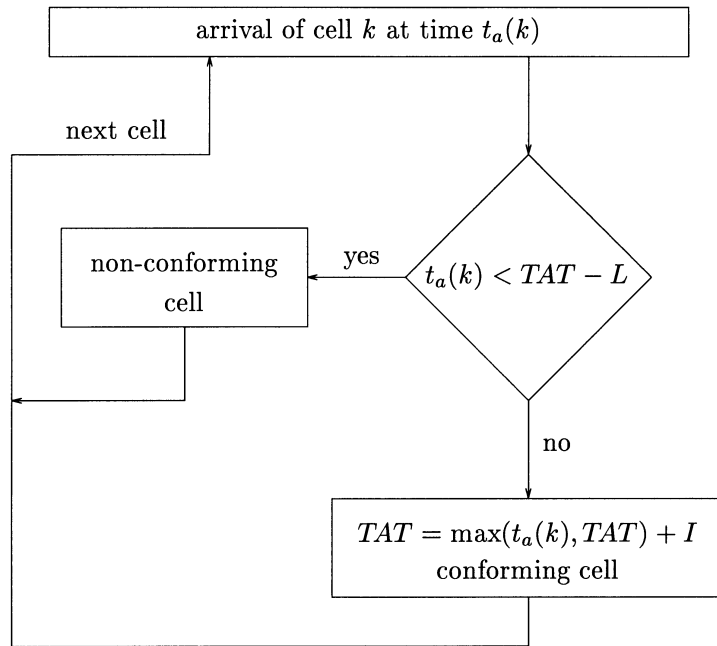 arrival of cell k at time t_a(k)
next cell
non-conforming
cell
yes
t_a(k) < TAT − L
no
TAT = max(t_a(k), TAT) + I
conforming cell